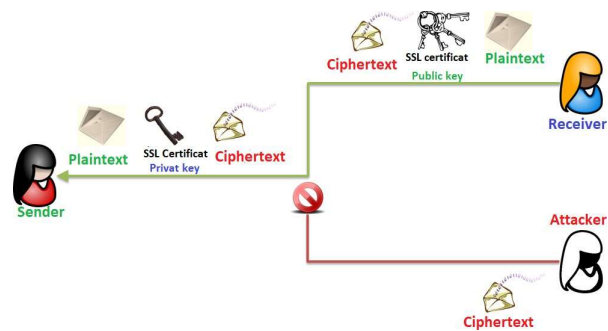 Ciphertext
SSL certificat
Plaintext
Public key
Receiver
Plaintext
SSL Certificat
Ciphertext
Privat key
Sender
Attacker
Ciphertext